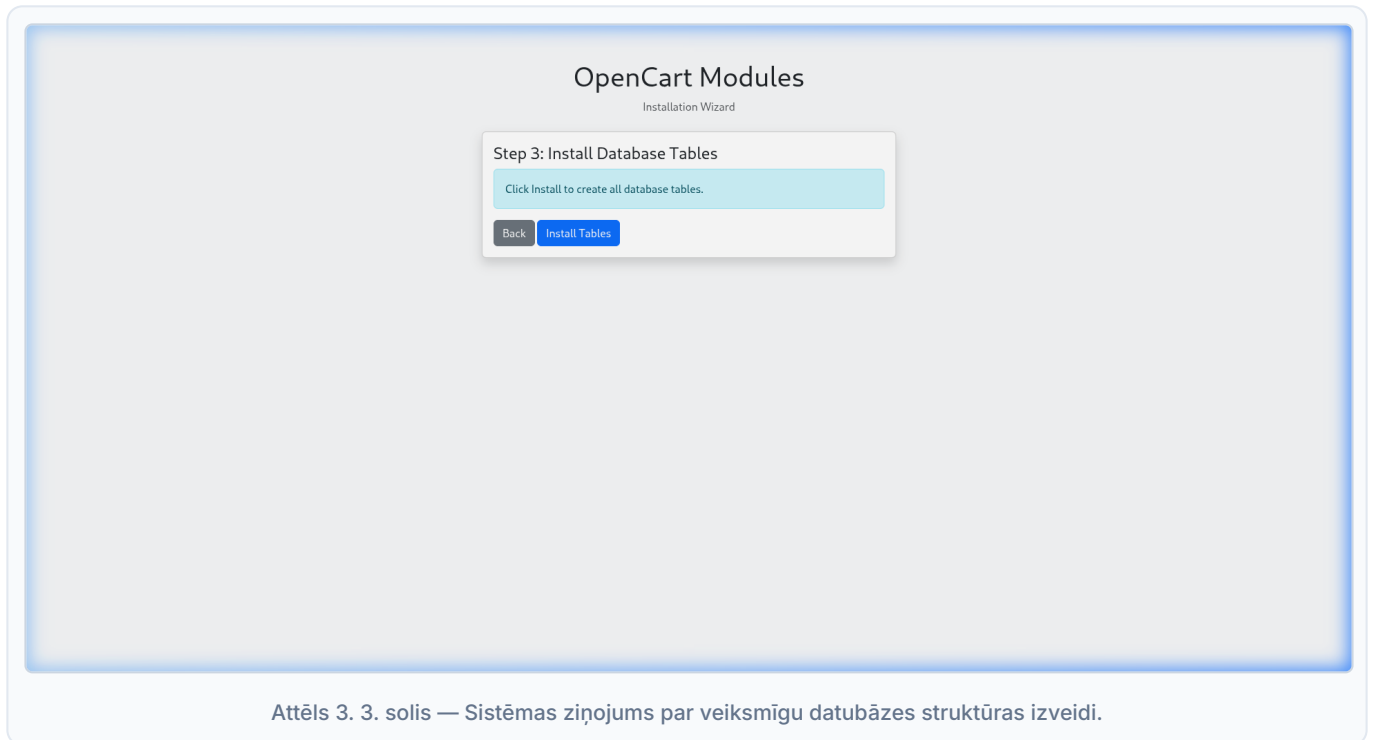 OpenCart Modules
Installation Wizard
Step 3: Install Database Tables
Click Install to create all database tables.
Back
Install Tables
Attēls 3. 3. solis — Sistēmas ziņojums par veiksmīgu datubāzes struktūras izveidi.